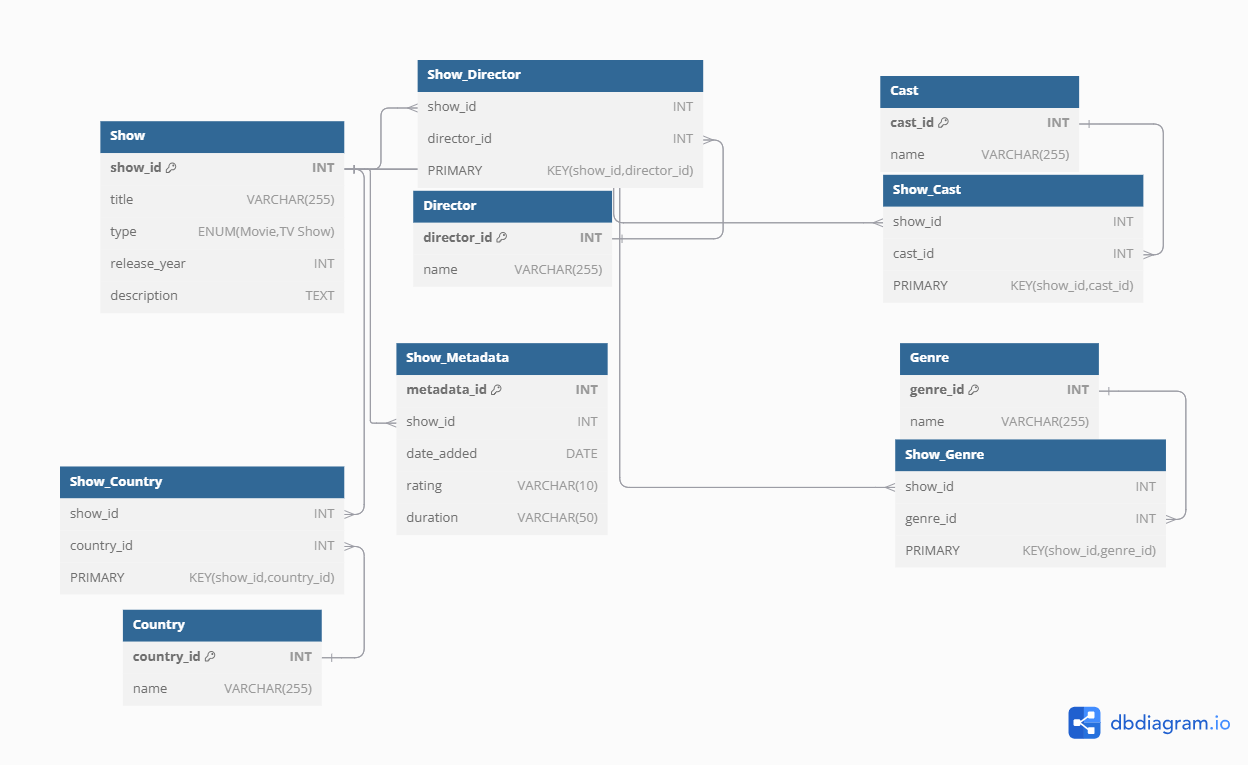 Show
show_id INT
title VARCHAR(255)
type ENUM(Movie,TV Show)
release_year INT
description TEXT
Show_Director
show_id INT
director_id INT
PRIMARY KEY(show_id,director_id)
Director
director_id INT
name VARCHAR(255)
Cast
cast_id INT
name VARCHAR(255)
Show_Cast
show_id INT
cast_id INT
PRIMARY KEY(show_id,cast_id)
Show_Metadata
metadata_id INT
show_id INT
date_added DATE
rating VARCHAR(10)
duration VARCHAR(50)
Genre
genre_id INT
name VARCHAR(255)
Show_Genre
show_id INT
genre_id INT
PRIMARY KEY(show_id,genre_id)
Show_Country
show_id INT
country_id INT
PRIMARY KEY(show_id,country_id)
Country
country_id INT
name VARCHAR(255)
dbdiagram.io